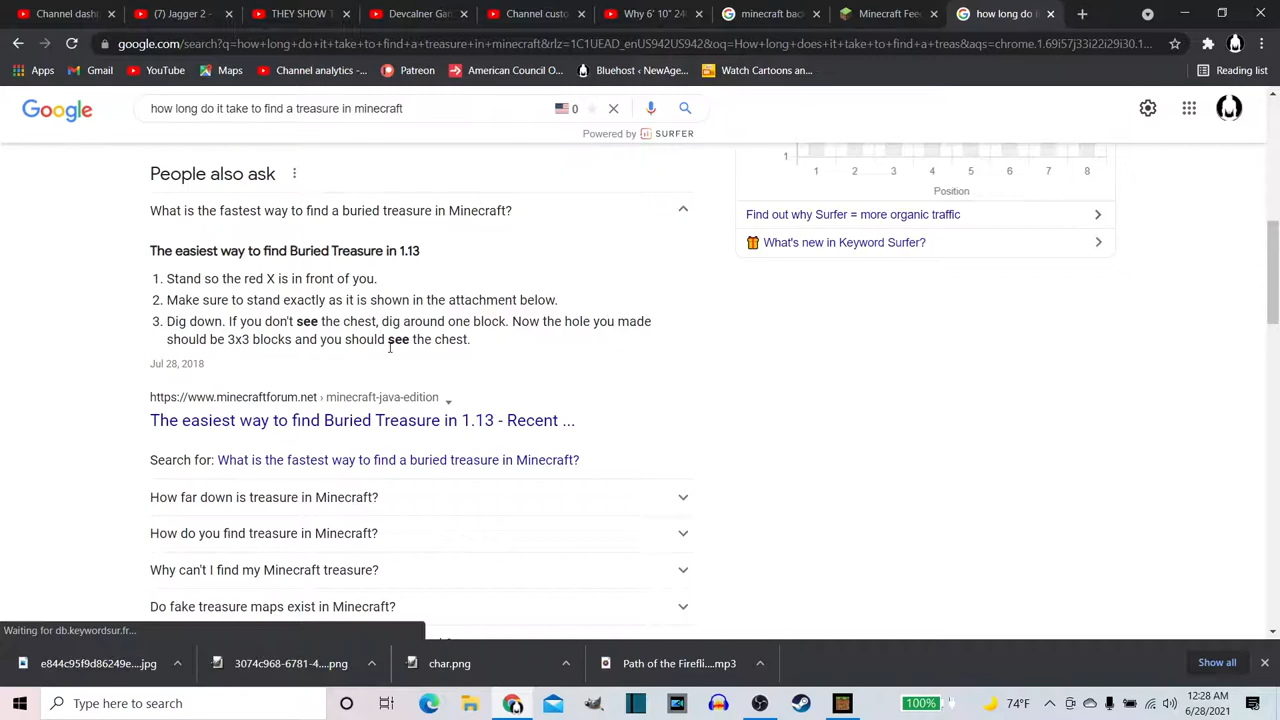 Channel dashb
(7) Jagger 2 -
THEY SHOW T
Devalcner Gan
Channel custo
Why 6' 10" 24
minecraft back
Minecraft Feed
how long do i
google.com/search?q=how+long+do+it+take+to+find+a+treasure+in+minecraft&rlz=1C1UEAD_enUS942US942&oq=How+long+does+it+take+to+find+a+treas&aqs=chrome.1.69i57j33i22i29i30.1...
Apps
Gmail
YouTube
Maps
Channel analytics -...
Patreon
American Council O...
Bluehost ‹ NewAge...
Watch Cartoons an...
Reading list
Google
how long do it take to find a treasure in minecraft
0
Powered by SURFER
People also ask
1
1 2 3 4 5 6 7 8
Position
What is the fastest way to find a buried treasure in Minecraft?
Find out why Surfer = more organic traffic
What's new in Keyword Surfer?
The easiest way to find Buried Treasure in 1.13
1. Stand so the red X is in front of you.
2. Make sure to stand exactly as it is shown in the attachment below.
3. Dig down. If you don't see the chest, dig around one block. Now the hole you made
should be 3x3 blocks and you should see the chest.
Jul 28, 2018
https://www.minecraftforum.net › minecraft-java-edition
The easiest way to find Buried Treasure in 1.13 - Recent ...
Search for: What is the fastest way to find a buried treasure in Minecraft?
How far down is treasure in Minecraft?
How do you find treasure in Minecraft?
Why can't I find my Minecraft treasure?
Do fake treasure maps exist in Minecraft?
Waiting for db.keywordsur.fr...
e844c95f9d86249e....jpg
3074c968-6781-4....png
char.png
Path of the Firefli....mp3
Show all
Type here to search
100%
74°F
12:28 AM
6/28/2021